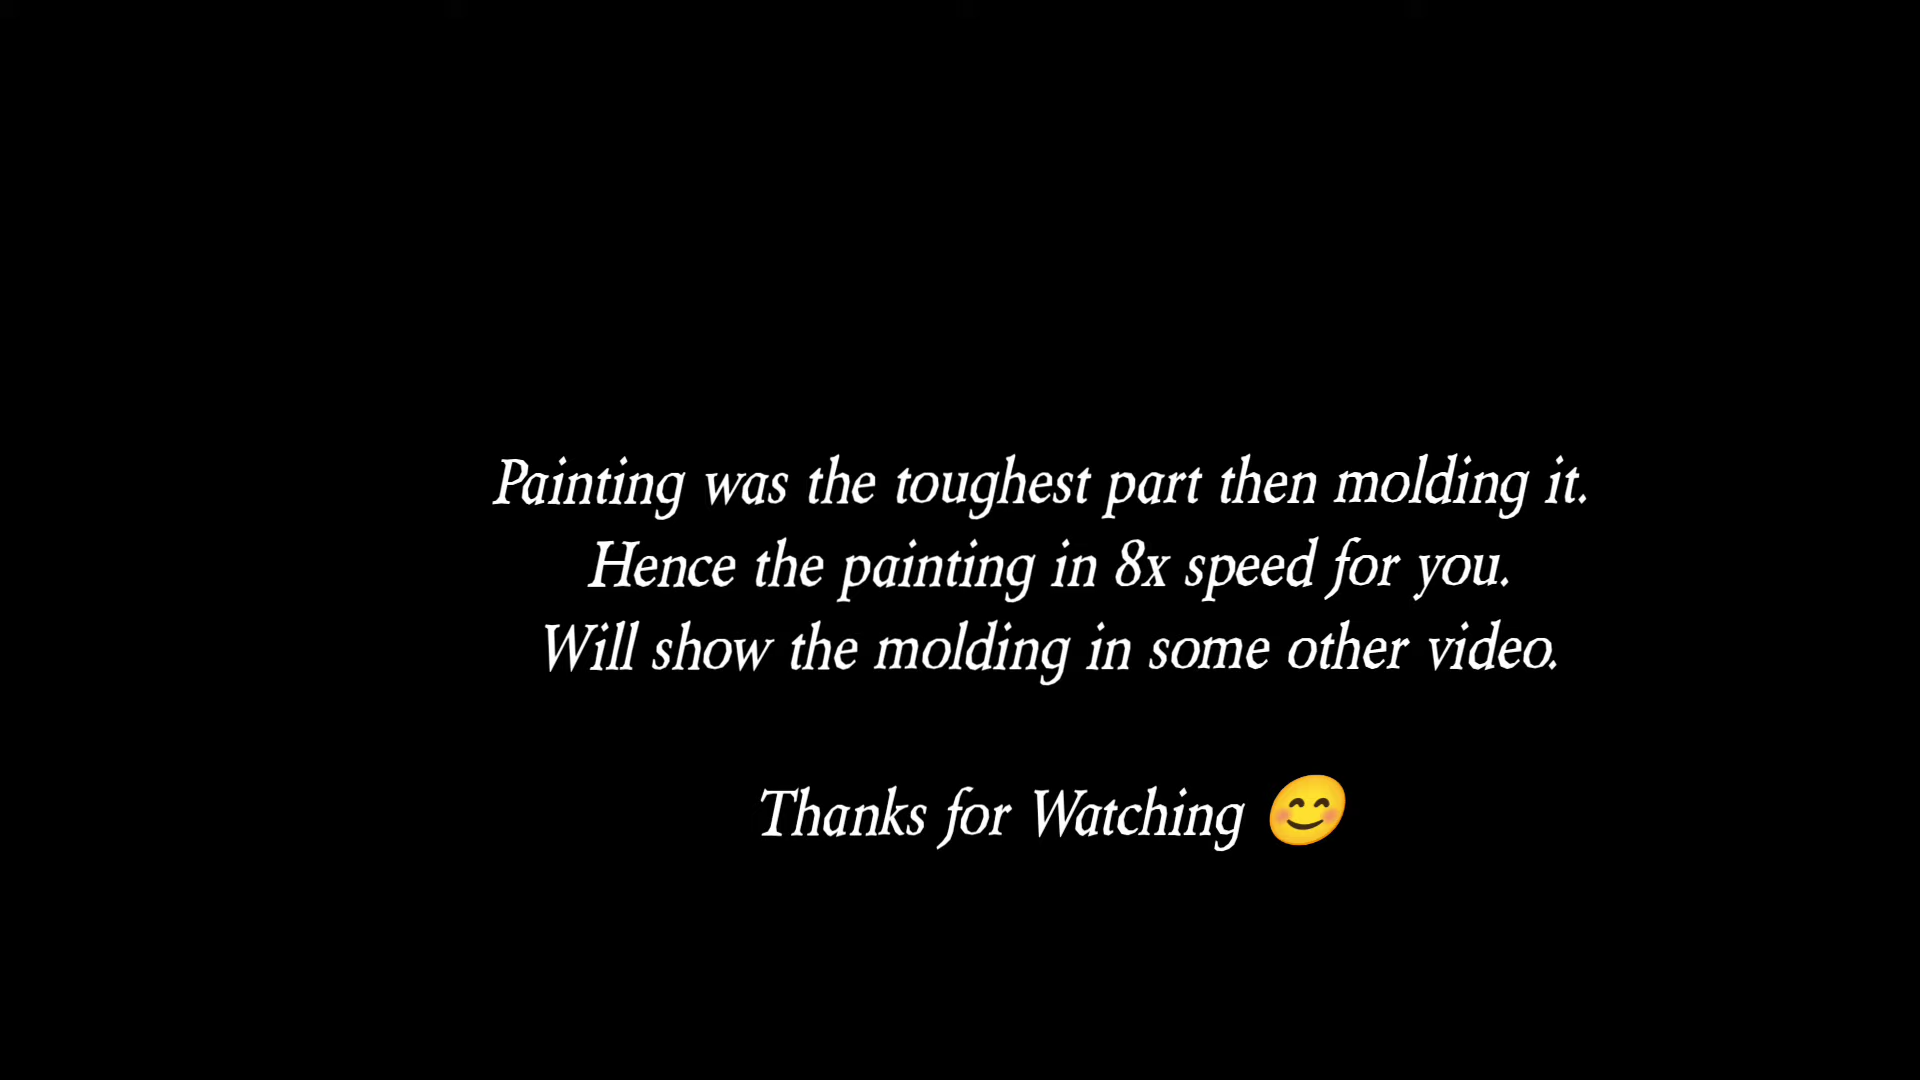 Painting was the toughest part then molding it.
Hence the painting in 8x speed for you.
Will show the molding in some other video.
Thanks for Watching 😊